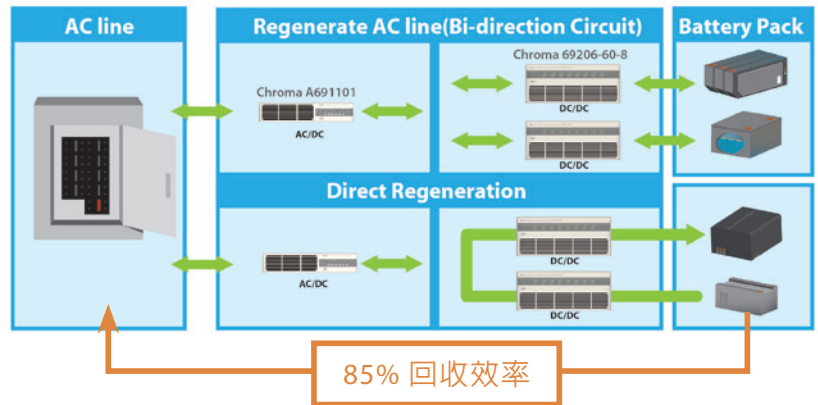 AC line
Regenerate AC line(Bi-direction Circuit)
Battery Pack
Chroma A691101
AC/DC
Chroma 69206-60-8
DC/DC
DC/DC
Direct Regeneration
AC/DC
DC/DC
DC/DC
85% 回收效率